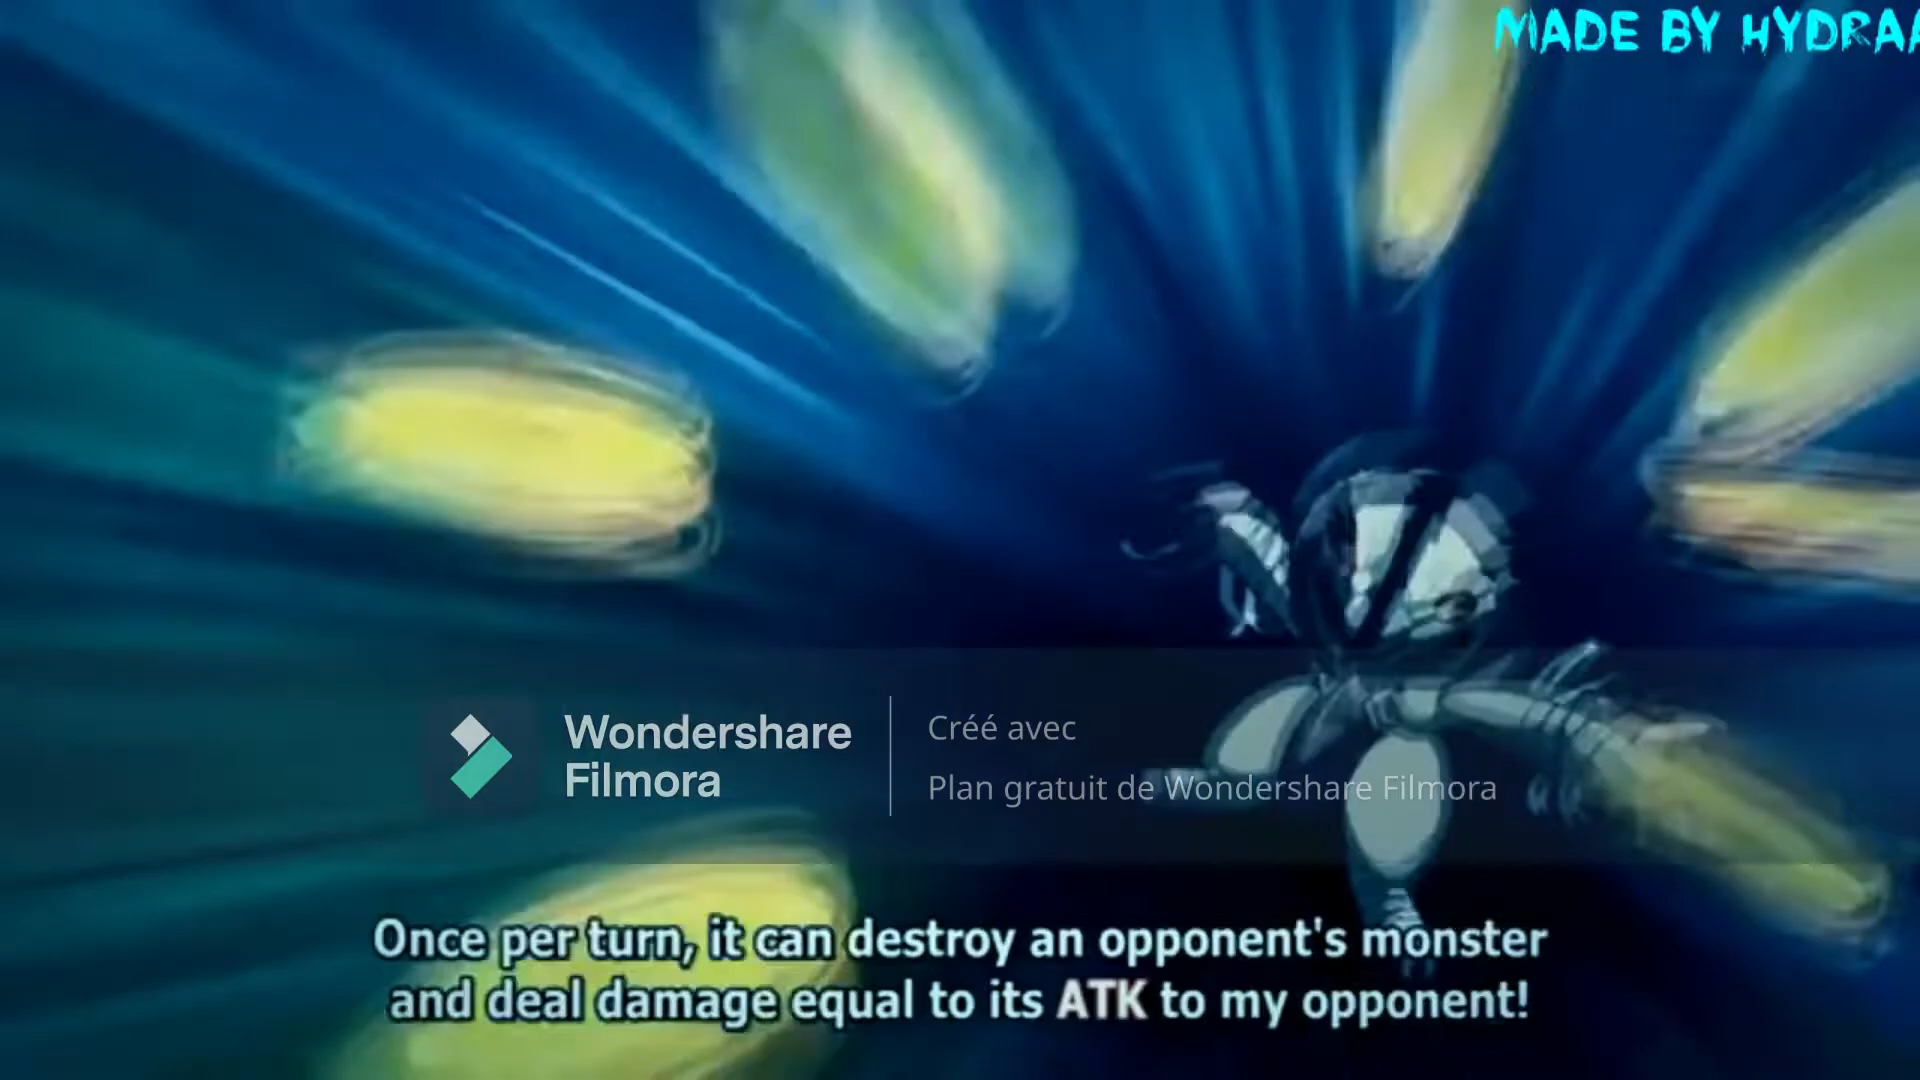 MADE BY HYDRA
Wondershare
Filmora
Créé avec
Plan gratuit de Wondershare Filmora
Once per turn, it can destroy an opponent's monster
and deal damage equal to its ATK to my opponent!